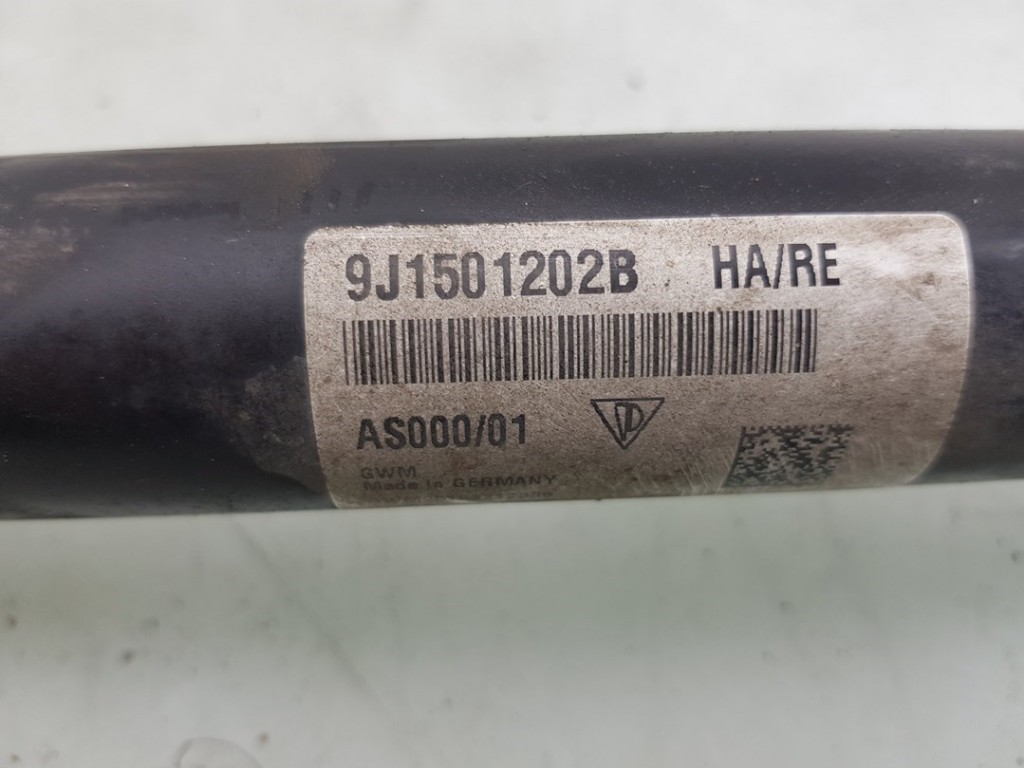 9J1501202B HA/RE
AS000/01
GWM
Made in GERMANY